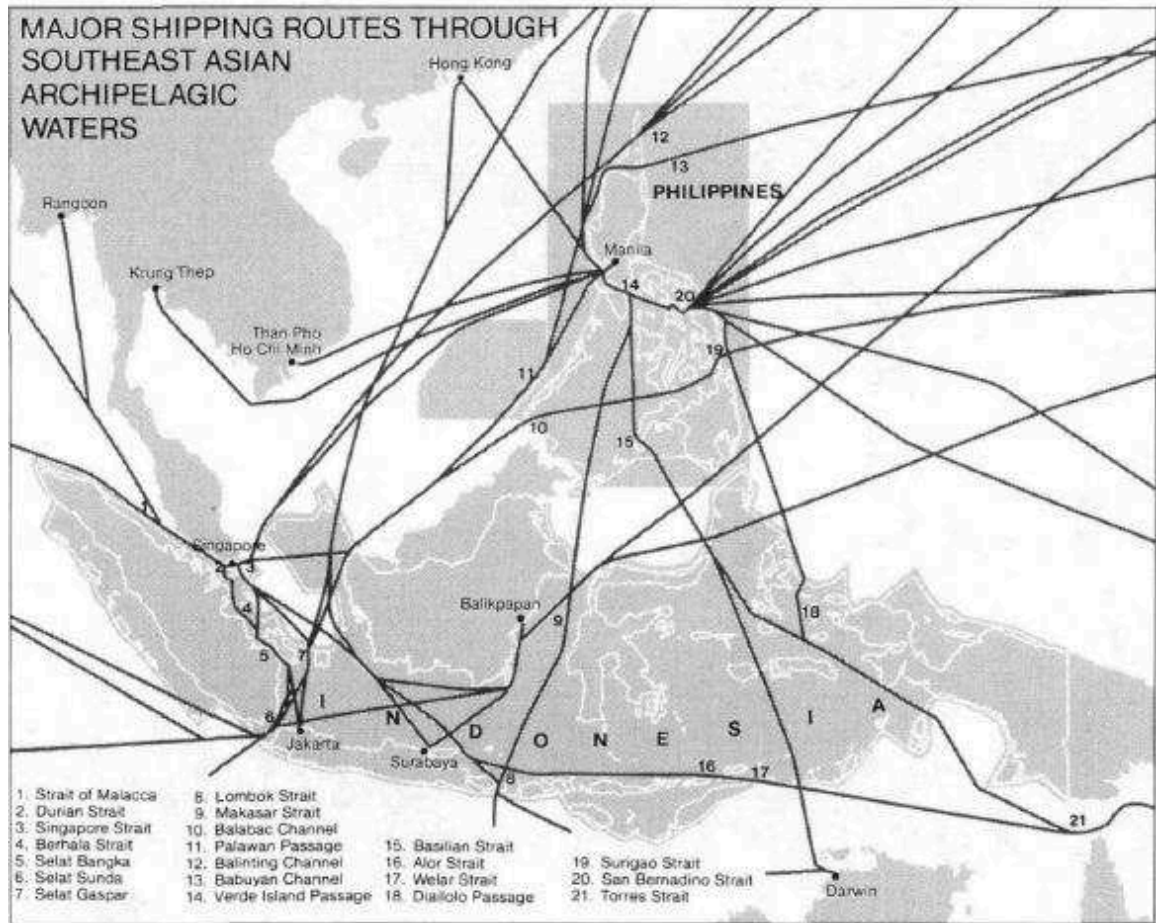 MAJOR SHIPPING ROUTES THROUGH
SOUTHEAST ASIAN
ARCHIPELAGIC
WATERS
Hong Kong
12
13
PHILIPPINES
Rangoon
Manila
Krung Thep
14
20
Than Pho
Ho Chi Minh
19
11
10
15
1
Singapore
2
3
4
Balikpapan
18
9
5
7
I N D O N E S I A
6
Jakarta
Surabaya
8
16
17
21
Darwin
1. Strait of Malacca
2. Durian Strait
3. Singapore Strait
4. Berhala Strait
5. Selat Bangka
6. Selat Sunda
7. Selat Gaspar
8. Lombok Strait
9. Makasar Strait
10. Balabac Channel
11. Palawan Passage
12. Balinting Channel
13. Babuyan Channel
14. Verde Island Passage
15. Basilian Strait
16. Alor Strait
17. Welar Strait
18. Diailolo Passage
19. Surigao Strait
20. San Bernadino Strait
21. Torres Strait